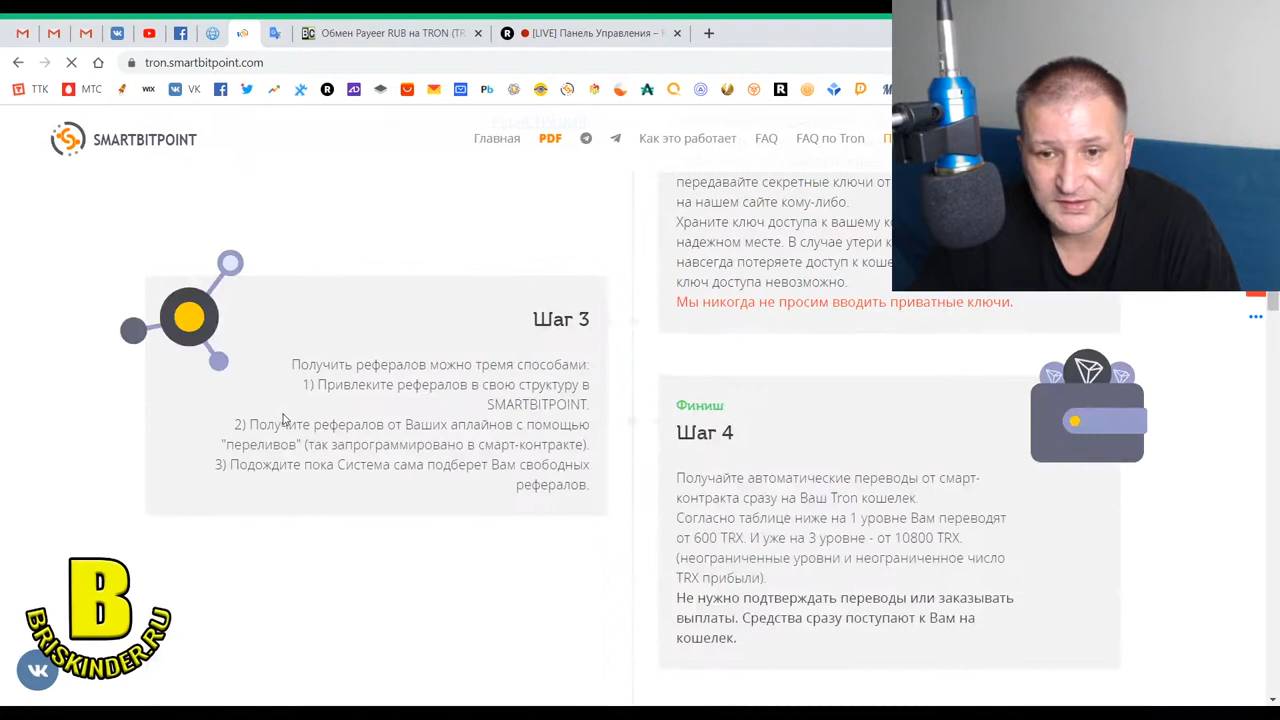 Обмен Payeer RUB на TRON (TR
[LIVE] Панель Управления – R
tron.smartbitpoint.com
ТТК
МТС
WIX
VK
Pb
SMARTBITPOINT
Главная
PDF
Как это работает
FAQ
FAQ по Tron
передавайте секретные ключи от
на нашем сайте кому-либо.
Храните ключ доступа к вашему
надежном месте. В случае утери
навсегда потеряете доступ к
ключ доступа невозможно.
Мы никогда не просим вводить приватные ключи.
Шаг 3
Получить рефералов можно тремя способами:
1) Привлеките рефералов в свою структуру в
SMARTBITPOINT.
2) Получите рефералов от Ваших аплайнов с помощью
"переливов" (так запрограммировано в смарт-контракте).
3) Подождите пока Система сама подберет Вам свободных
рефералов.
Финиш
Шаг 4
Получайте автоматические переводы от смарт-
контракта сразу на Ваш Tron кошелек.
Согласно таблице ниже на 1 уровне Вам переводят
от 600 TRX. И уже на 3 уровне - от 10800 TRX.
(неограниченные уровни и неограниченное число
TRX прибыли).
Не нужно подтверждать переводы или заказывать
выплаты. Средства сразу поступают к Вам на
кошелек.
B
BRISKINDER.RU